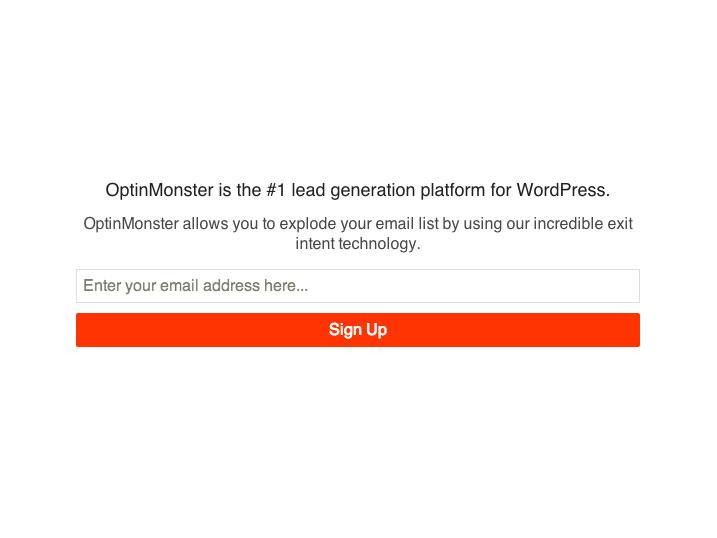 OptinMonster is the #1 lead generation platform for WordPress.
OptinMonster allows you to explode your email list by using our incredible exit
intent technology.
Enter your email address here...
Sign Up